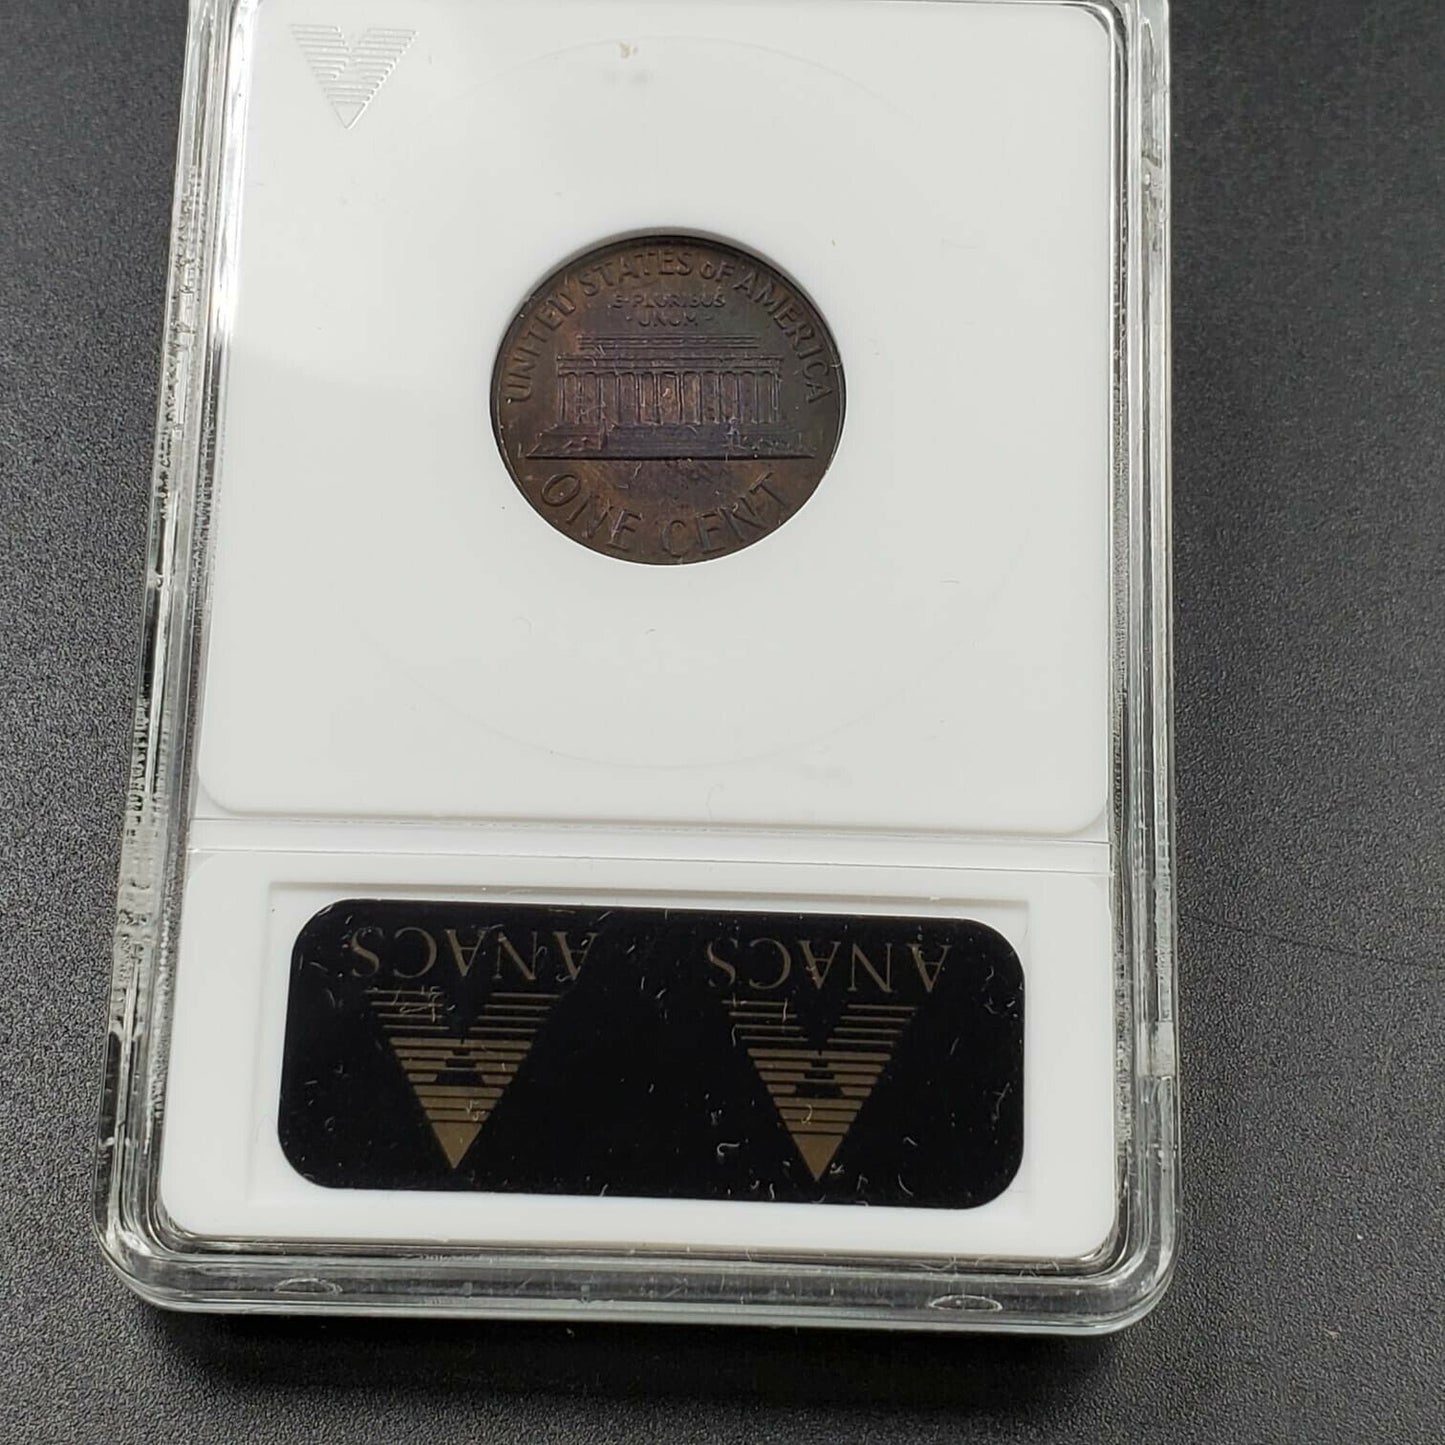 UNITED STATES OF AMERICA
E·PLURIBUS
·UNUM·
ONE CENT
ANACS ANACS